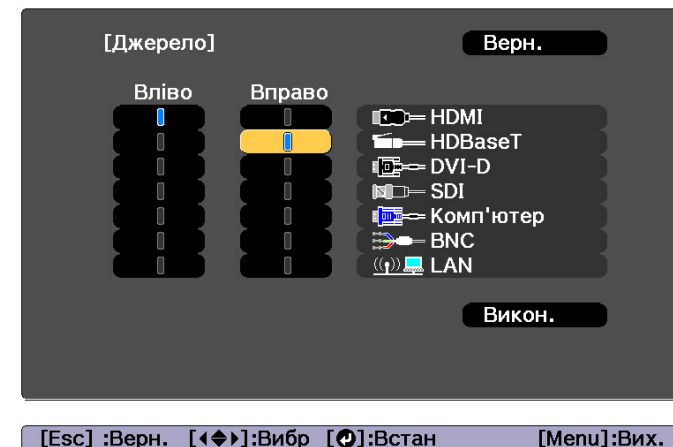 [Джерело] Верн.
Вліво Вправо
HDMI
HDBaseT
DVI-D
SDI
Комп'ютер
BNC
LAN
Викон.
[Esc] :Верн. [◀◆▶]:Вибр [↵]:Встан [Menu]:Вих.